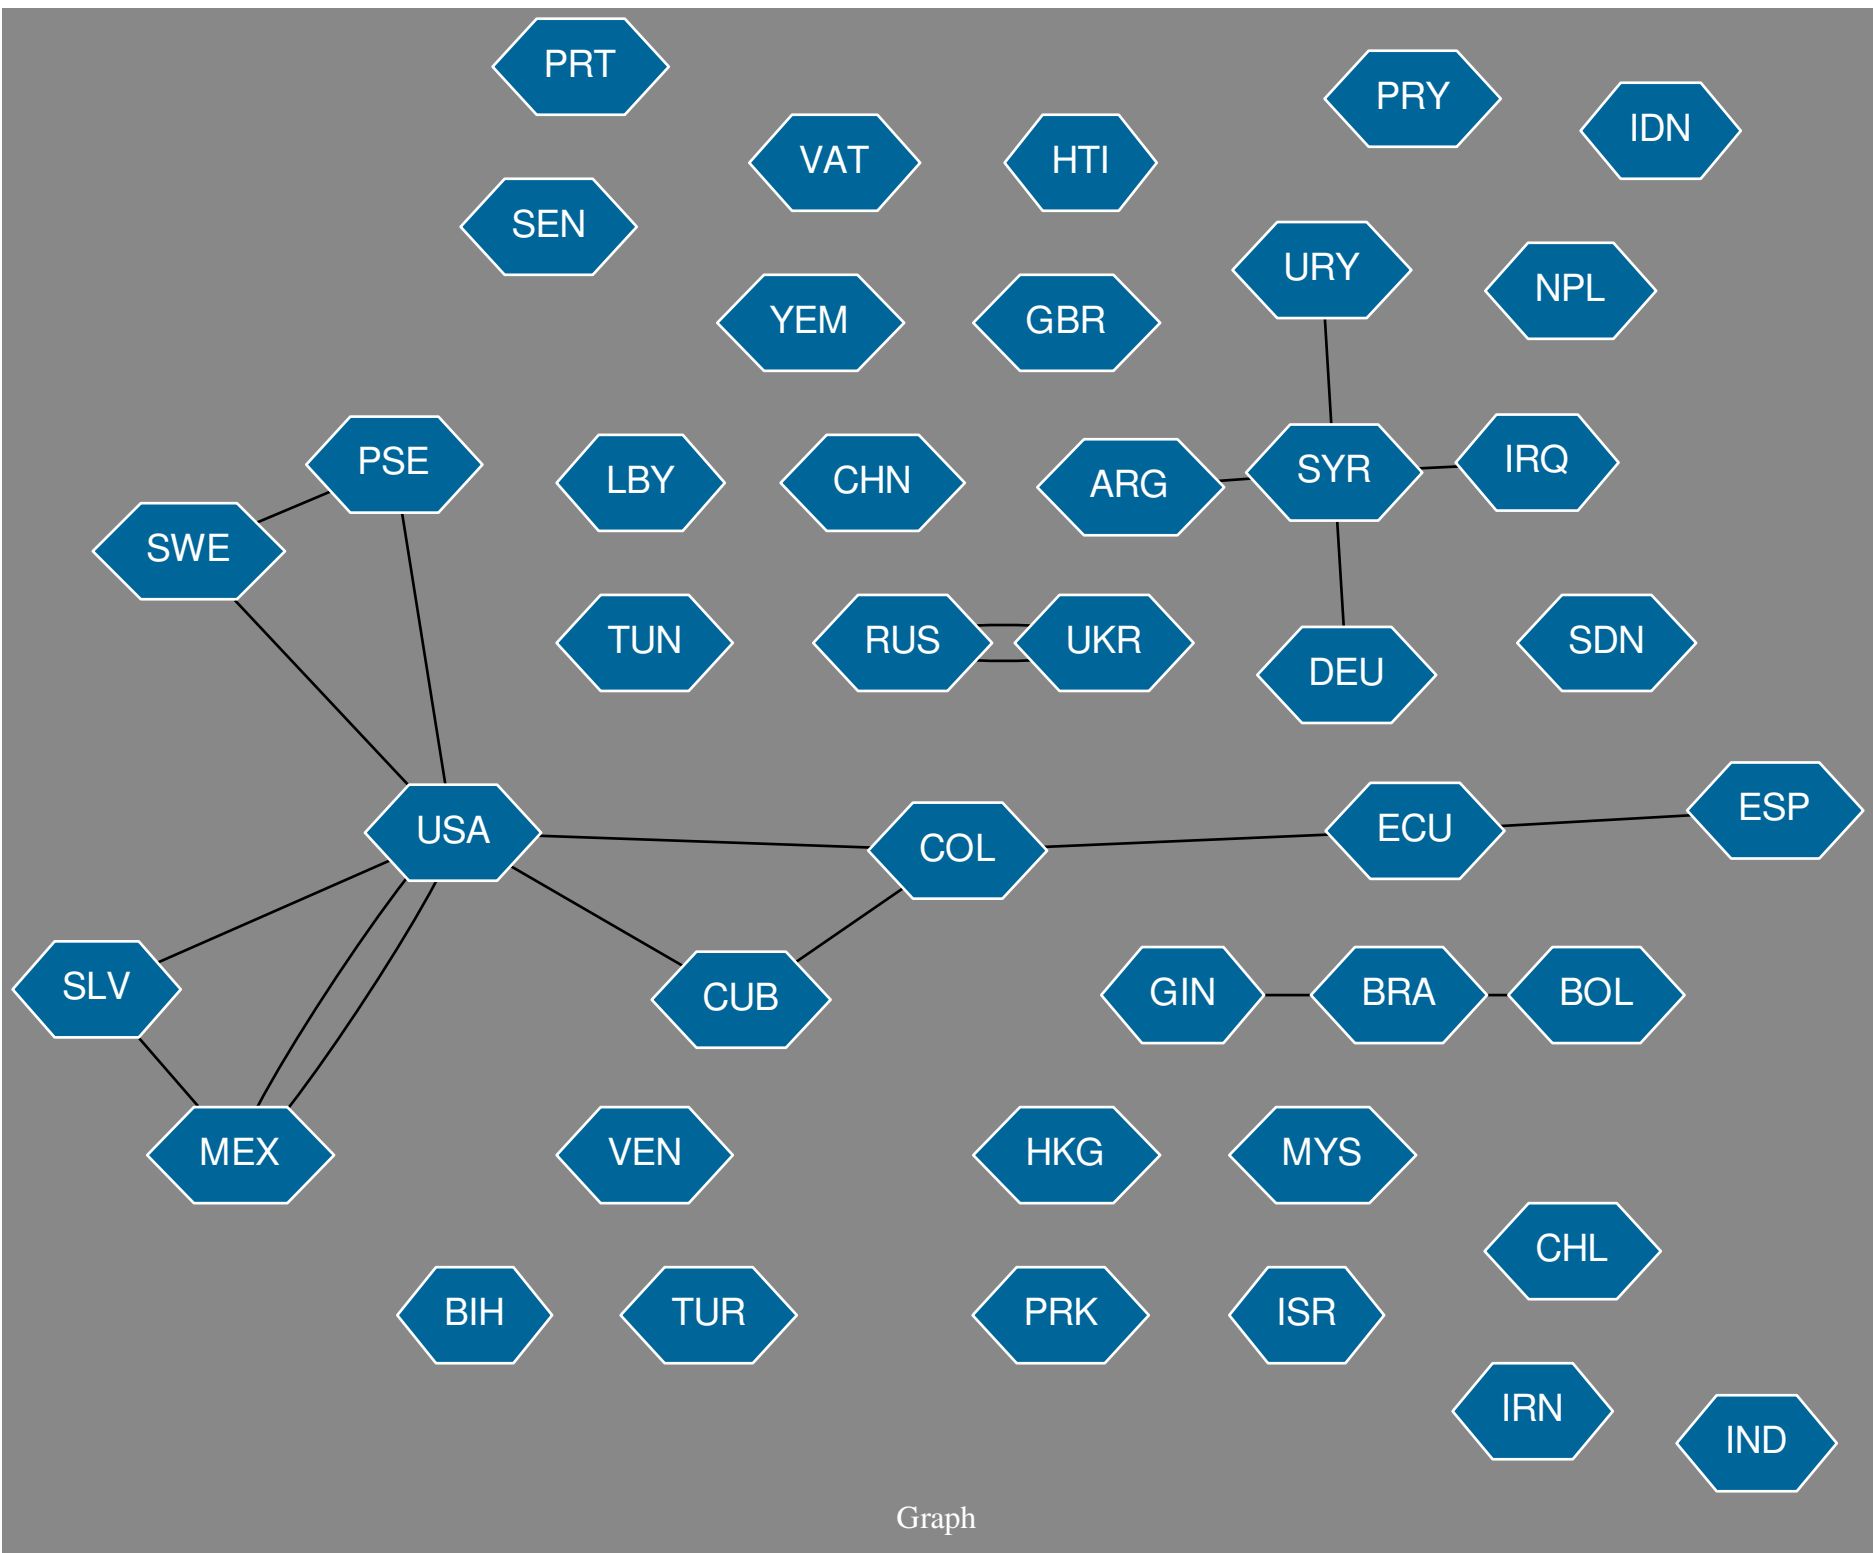 PRT
PRY
IDN
VAT
HTI
SEN
URY
NPL
YEM
GBR
PSE
LBY
CHN
ARG
SYR
IRQ
SWE
TUN
RUS
UKR
DEU
SDN
USA
COL
ECU
ESP
SLV
CUB
GIN
BRA
BOL
MEX
VEN
HKG
MYS
CHL
BIH
TUR
PRK
ISR
IRN
IND
Graph